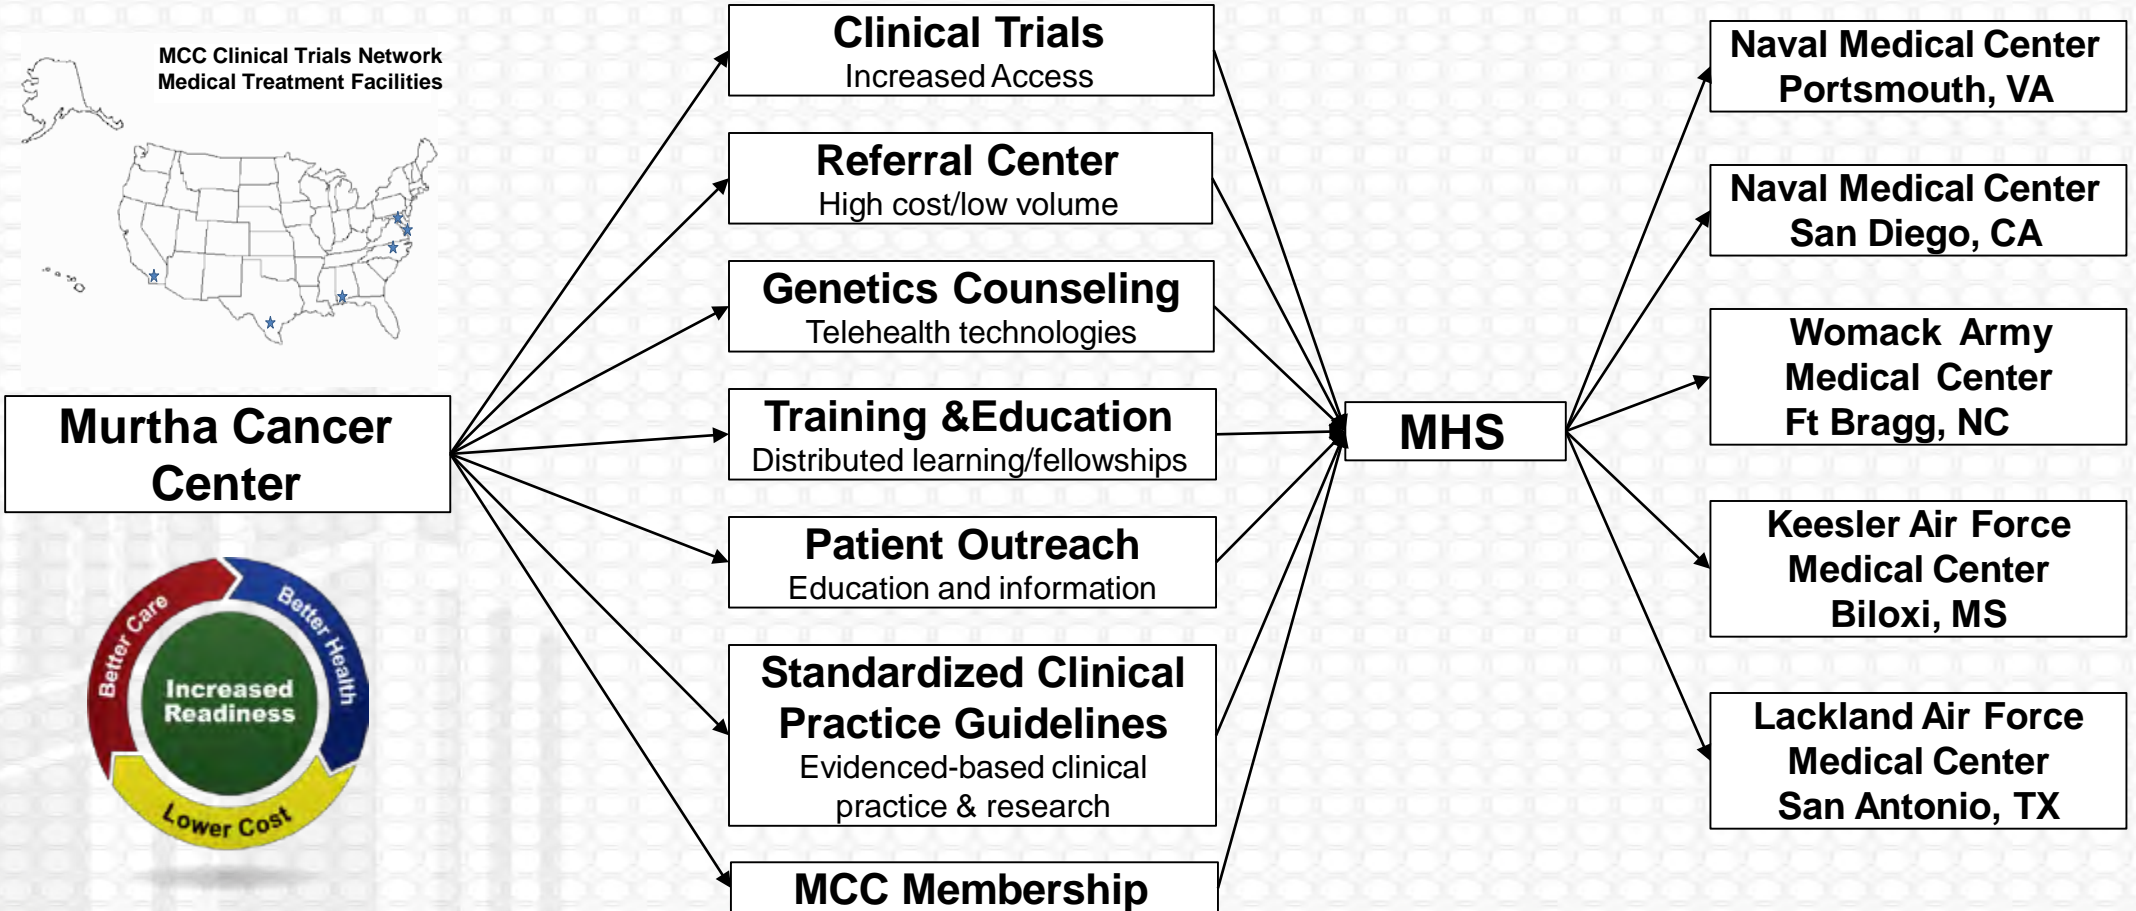 MCC Clinical Trials Network
Medical Treatment Facilities
Murtha Cancer
Center
Better Care
Better Health
Lower Cost
Increased
Readiness
Clinical Trials
Increased Access
Referral Center
High cost/low volume
Genetics Counseling
Telehealth technologies
Training &Education
Distributed learning/fellowships
Patient Outreach
Education and information
Standardized Clinical
Practice Guidelines
Evidenced-based clinical
practice & research
MCC Membership
MHS
Naval Medical Center
Portsmouth, VA
Naval Medical Center
San Diego, CA
Womack Army
Medical Center
Ft Bragg, NC
Keesler Air Force
Medical Center
Biloxi, MS
Lackland Air Force
Medical Center
San Antonio, TX